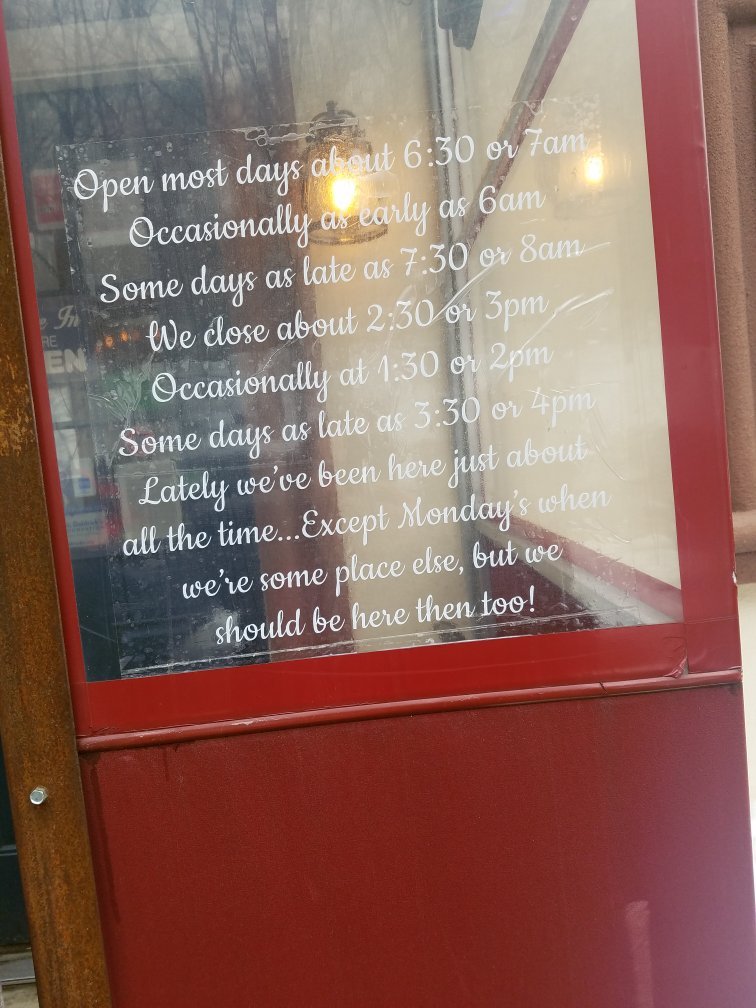 Open most days about 6:30 or 7am
Occasionally as early as 6am
Some days as late as 7:30 or 8am
We close about 2:30 or 3pm
Occasionally at 1:30 or 2pm
Some days as late as 3:30 or 4pm
Lately we've been here just about
all the time...Except Monday's when
we're some place else, but we
should be here then too!
In
EN